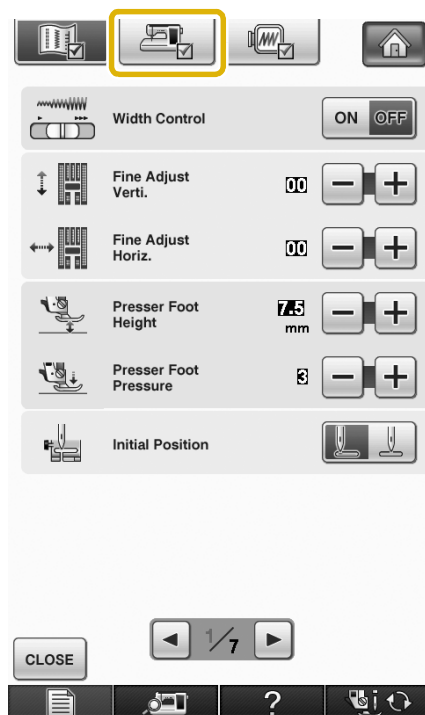 Width Control
ON OFF
Fine Adjust
Verti.
00
Fine Adjust
Horiz.
00
Presser Foot
Height
7.5
mm
Presser Foot
Pressure
3
Initial Position
CLOSE
1/7
?